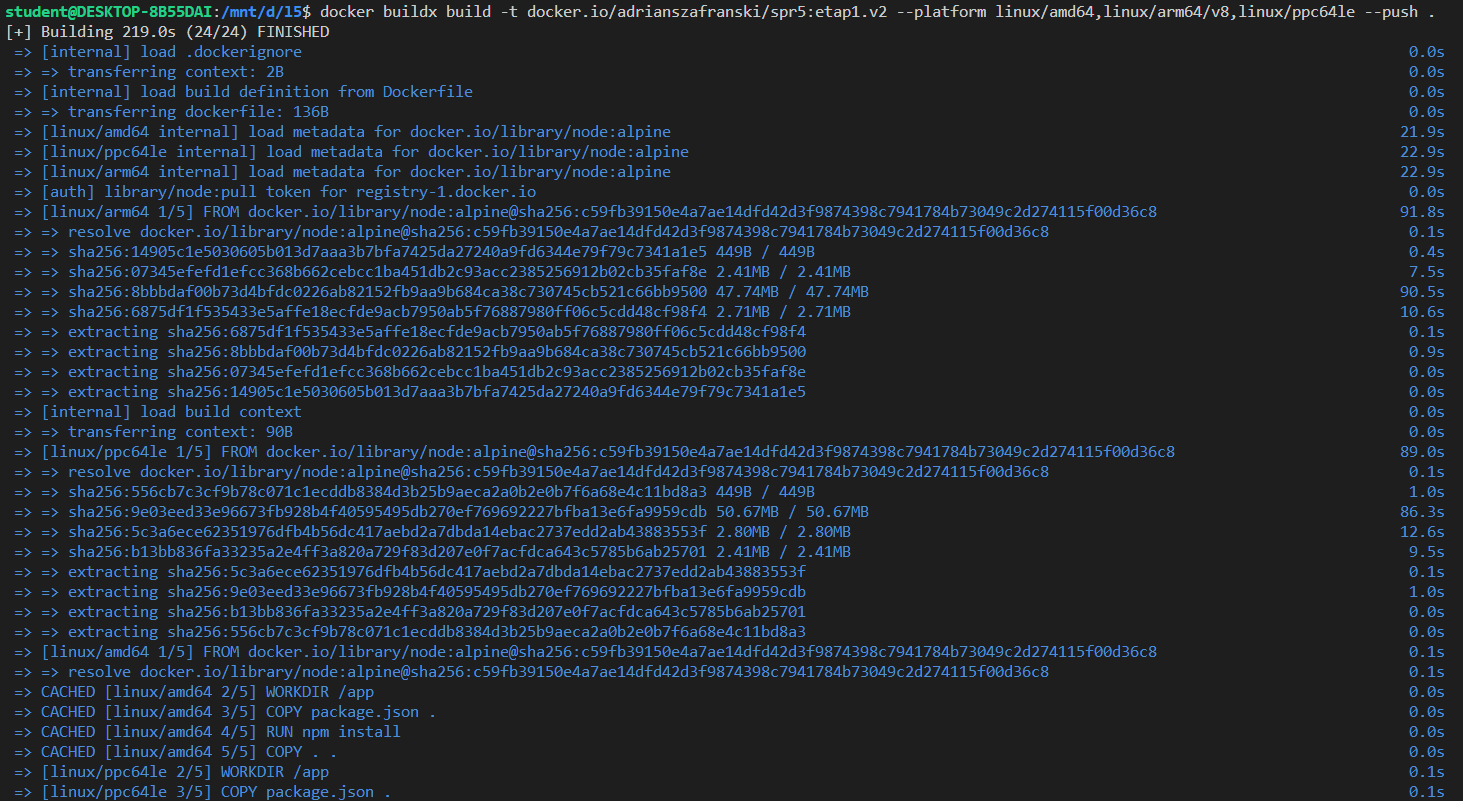 student@DESKTOP-8B55DAI:/mnt/d/15$ docker buildx build -t docker.io/adrianszafranski/spr5:etap1.v2 --platform linux/amd64,linux/arm64/v8,linux/ppc64le --push .
[+] Building 219.0s (24/24) FINISHED
=> [internal] load .dockerignore 0.0s
=> => transferring context: 2B 0.0s
=> [internal] load build definition from Dockerfile 0.0s
=> => transferring dockerfile: 136B 0.0s
=> [linux/amd64 internal] load metadata for docker.io/library/node:alpine 21.9s
=> [linux/ppc64le internal] load metadata for docker.io/library/node:alpine 22.9s
=> [linux/arm64 internal] load metadata for docker.io/library/node:alpine 22.9s
=> [auth] library/node:pull token for registry-1.docker.io 0.0s
=> [linux/arm64 1/5] FROM docker.io/library/node:alpine@sha256:c59fb39150e4a7ae14dfd42d3f9874398c7941784b73049c2d274115f00d36c8 91.8s
=> => resolve docker.io/library/node:alpine@sha256:c59fb39150e4a7ae14dfd42d3f9874398c7941784b73049c2d274115f00d36c8 0.1s
=> => sha256:14905c1e5030605b013d7aaa3b7bfa7425da27240a9fd6344e79f79c7341a1e5 449B / 449B 0.4s
=> => sha256:07345efefd1efcc368b662cebcc1ba451db2c93acc2385256912b02cb35faf8e 2.41MB / 2.41MB 7.5s
=> => sha256:8bbbdaf00b73d4bfdc0226ab82152fb9aa9b684ca38c730745cb521c66bb9500 47.74MB / 47.74MB 90.5s
=> => sha256:6875df1f535433e5affe18ecfde9acb7950ab5f76887980ff06c5cdd48cf98f4 2.71MB / 2.71MB 10.6s
=> => extracting sha256:6875df1f535433e5affe18ecfde9acb7950ab5f76887980ff06c5cdd48cf98f4 0.1s
=> => extracting sha256:8bbbdaf00b73d4bfdc0226ab82152fb9aa9b684ca38c730745cb521c66bb9500 0.9s
=> => extracting sha256:07345efefd1efcc368b662cebcc1ba451db2c93acc2385256912b02cb35faf8e 0.0s
=> => extracting sha256:14905c1e5030605b013d7aaa3b7bfa7425da27240a9fd6344e79f79c7341a1e5 0.0s
=> [internal] load build context 0.0s
=> => transferring context: 90B 0.0s
=> [linux/ppc64le 1/5] FROM docker.io/library/node:alpine@sha256:c59fb39150e4a7ae14dfd42d3f9874398c7941784b73049c2d274115f00d36c8 89.0s
=> => resolve docker.io/library/node:alpine@sha256:c59fb39150e4a7ae14dfd42d3f9874398c7941784b73049c2d274115f00d36c8 0.1s
=> => sha256:556cb7c3cf9b78c071c1ecddb8384d3b25b9aeca2a0b2e0b7f6a68e4c11bd8a3 449B / 449B 1.0s
=> => sha256:9e03eed33e96673fb928b4f40595495db270ef769692227bfba13e6fa9959cdb 50.67MB / 50.67MB 86.3s
=> => sha256:5c3a6ece62351976dfb4b56dc417aebd2a7dbda14ebac2737edd2ab43883553f 2.80MB / 2.80MB 12.6s
=> => sha256:b13bb836fa33235a2e4ff3a820a729f83d207e0f7acfdca643c5785b6ab25701 2.41MB / 2.41MB 9.5s
=> => extracting sha256:5c3a6ece62351976dfb4b56dc417aebd2a7dbda14ebac2737edd2ab43883553f 0.1s
=> => extracting sha256:9e03eed33e96673fb928b4f40595495db270ef769692227bfba13e6fa9959cdb 1.0s
=> => extracting sha256:b13bb836fa33235a2e4ff3a820a729f83d207e0f7acfdca643c5785b6ab25701 0.0s
=> => extracting sha256:556cb7c3cf9b78c071c1ecddb8384d3b25b9aeca2a0b2e0b7f6a68e4c11bd8a3 0.0s
=> [linux/amd64 1/5] FROM docker.io/library/node:alpine@sha256:c59fb39150e4a7ae14dfd42d3f9874398c7941784b73049c2d274115f00d36c8 0.1s
=> => resolve docker.io/library/node:alpine@sha256:c59fb39150e4a7ae14dfd42d3f9874398c7941784b73049c2d274115f00d36c8 0.1s
=> CACHED [linux/amd64 2/5] WORKDIR /app 0.0s
=> CACHED [linux/amd64 3/5] COPY package.json . 0.0s
=> CACHED [linux/amd64 4/5] RUN npm install 0.0s
=> CACHED [linux/amd64 5/5] COPY . . 0.0s
=> [linux/ppc64le 2/5] WORKDIR /app 0.1s
=> [linux/ppc64le 3/5] COPY package.json . 0.1s